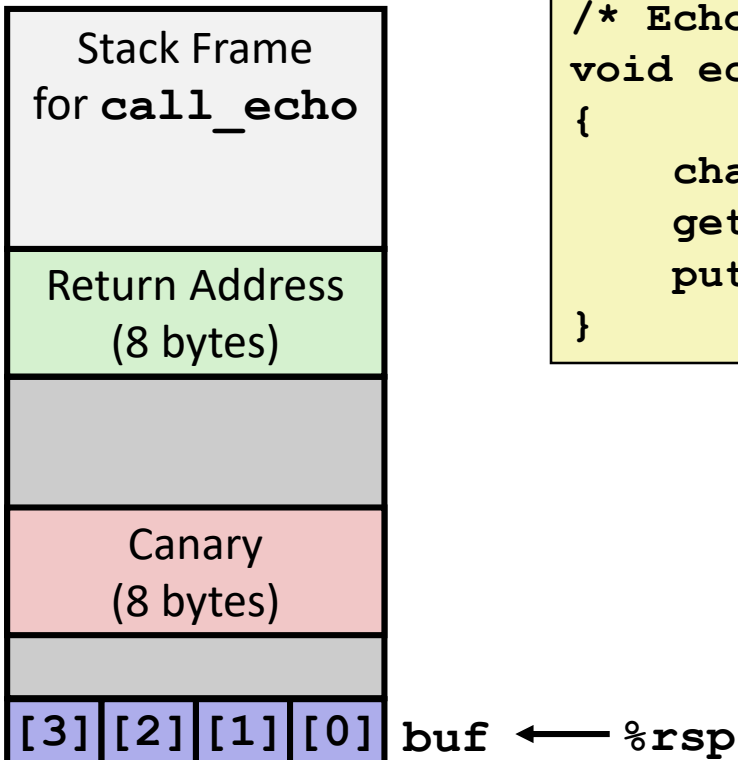 Stack Frame
for call_echo
Return Address
(8 bytes)
Canary
(8 bytes)
[3] [2] [1] [0] buf ← %rsp
/* Echo
void ec
{
cha
get
put
}